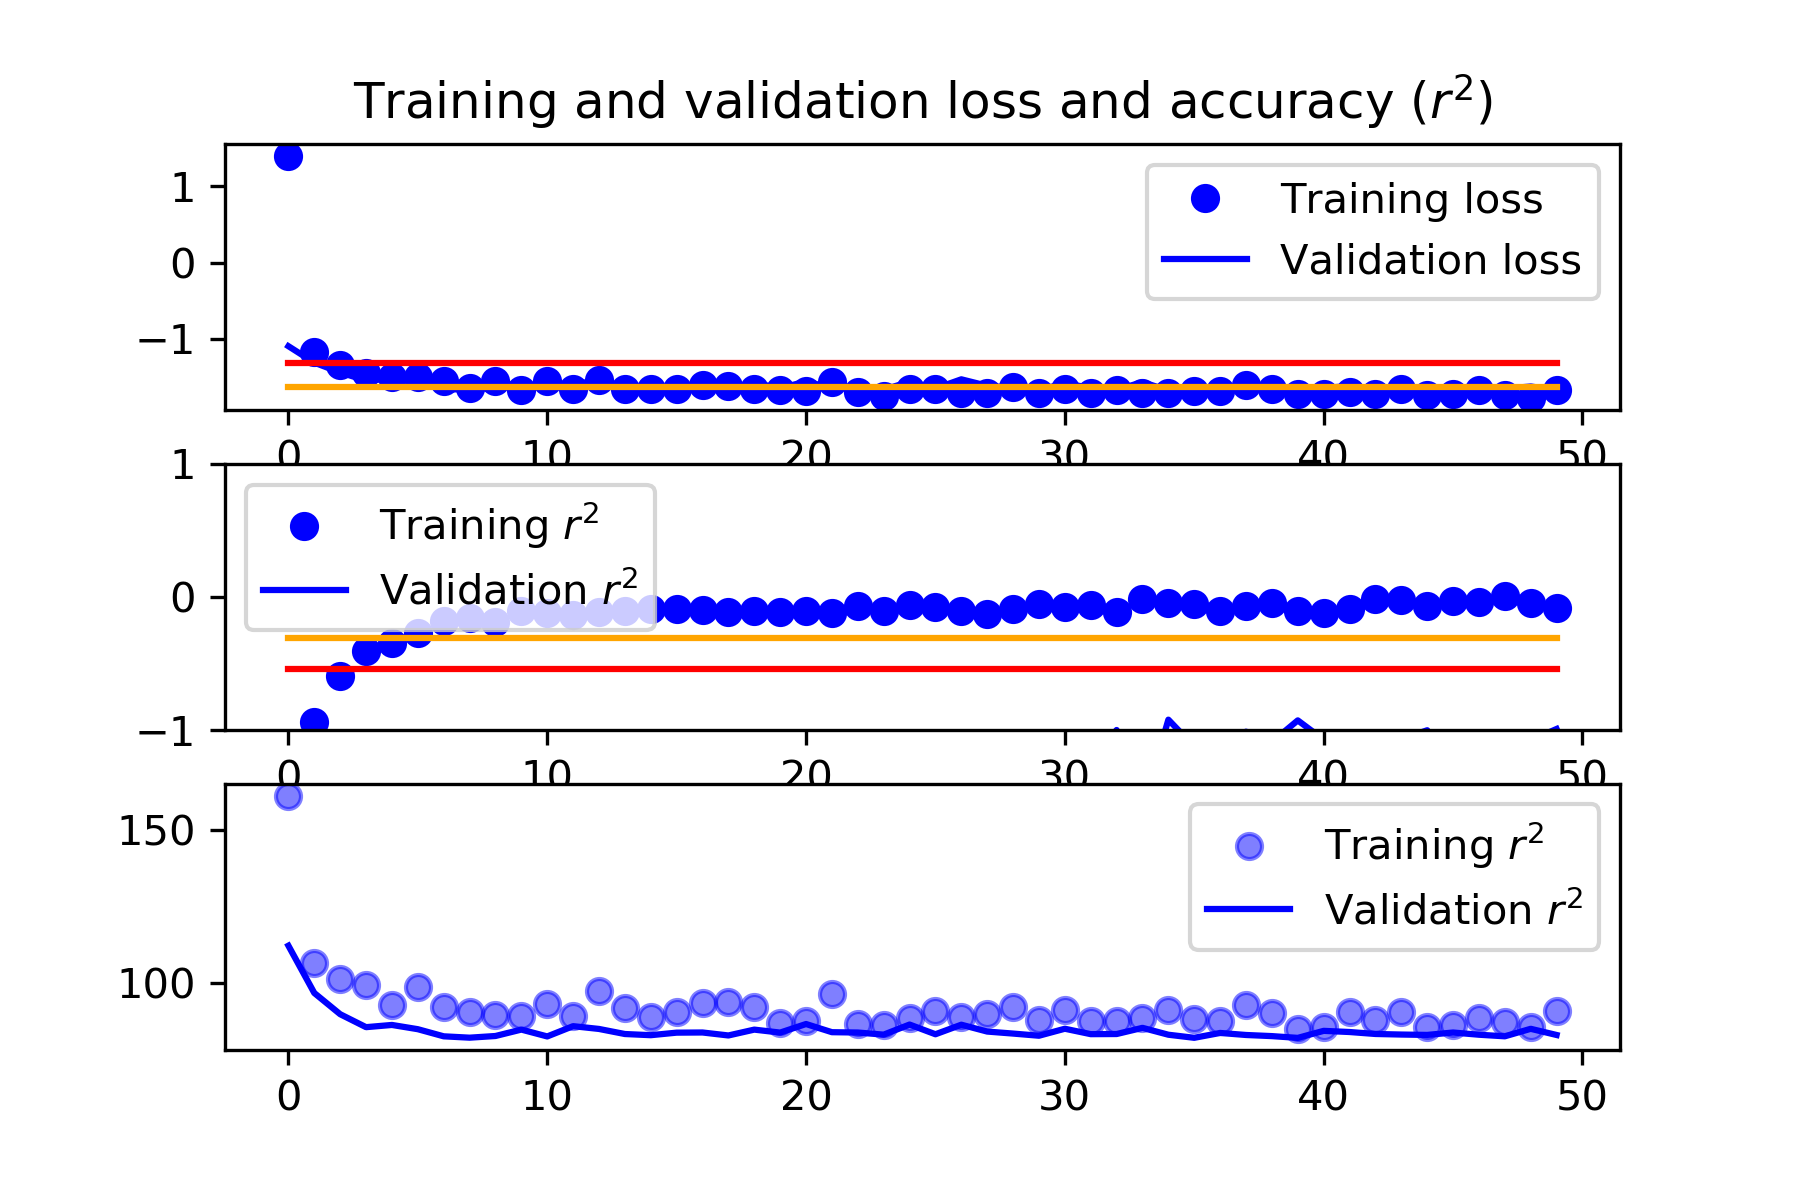 Training and validation loss and accuracy (r²)
1
0
−1
Training loss
Validation loss
0 10 20 30 40 50
1
0
−1
Training r²
Validation r²
0 10 20 30 40 50
150
100
Training r²
Validation r²
0 10 20 30 40 50